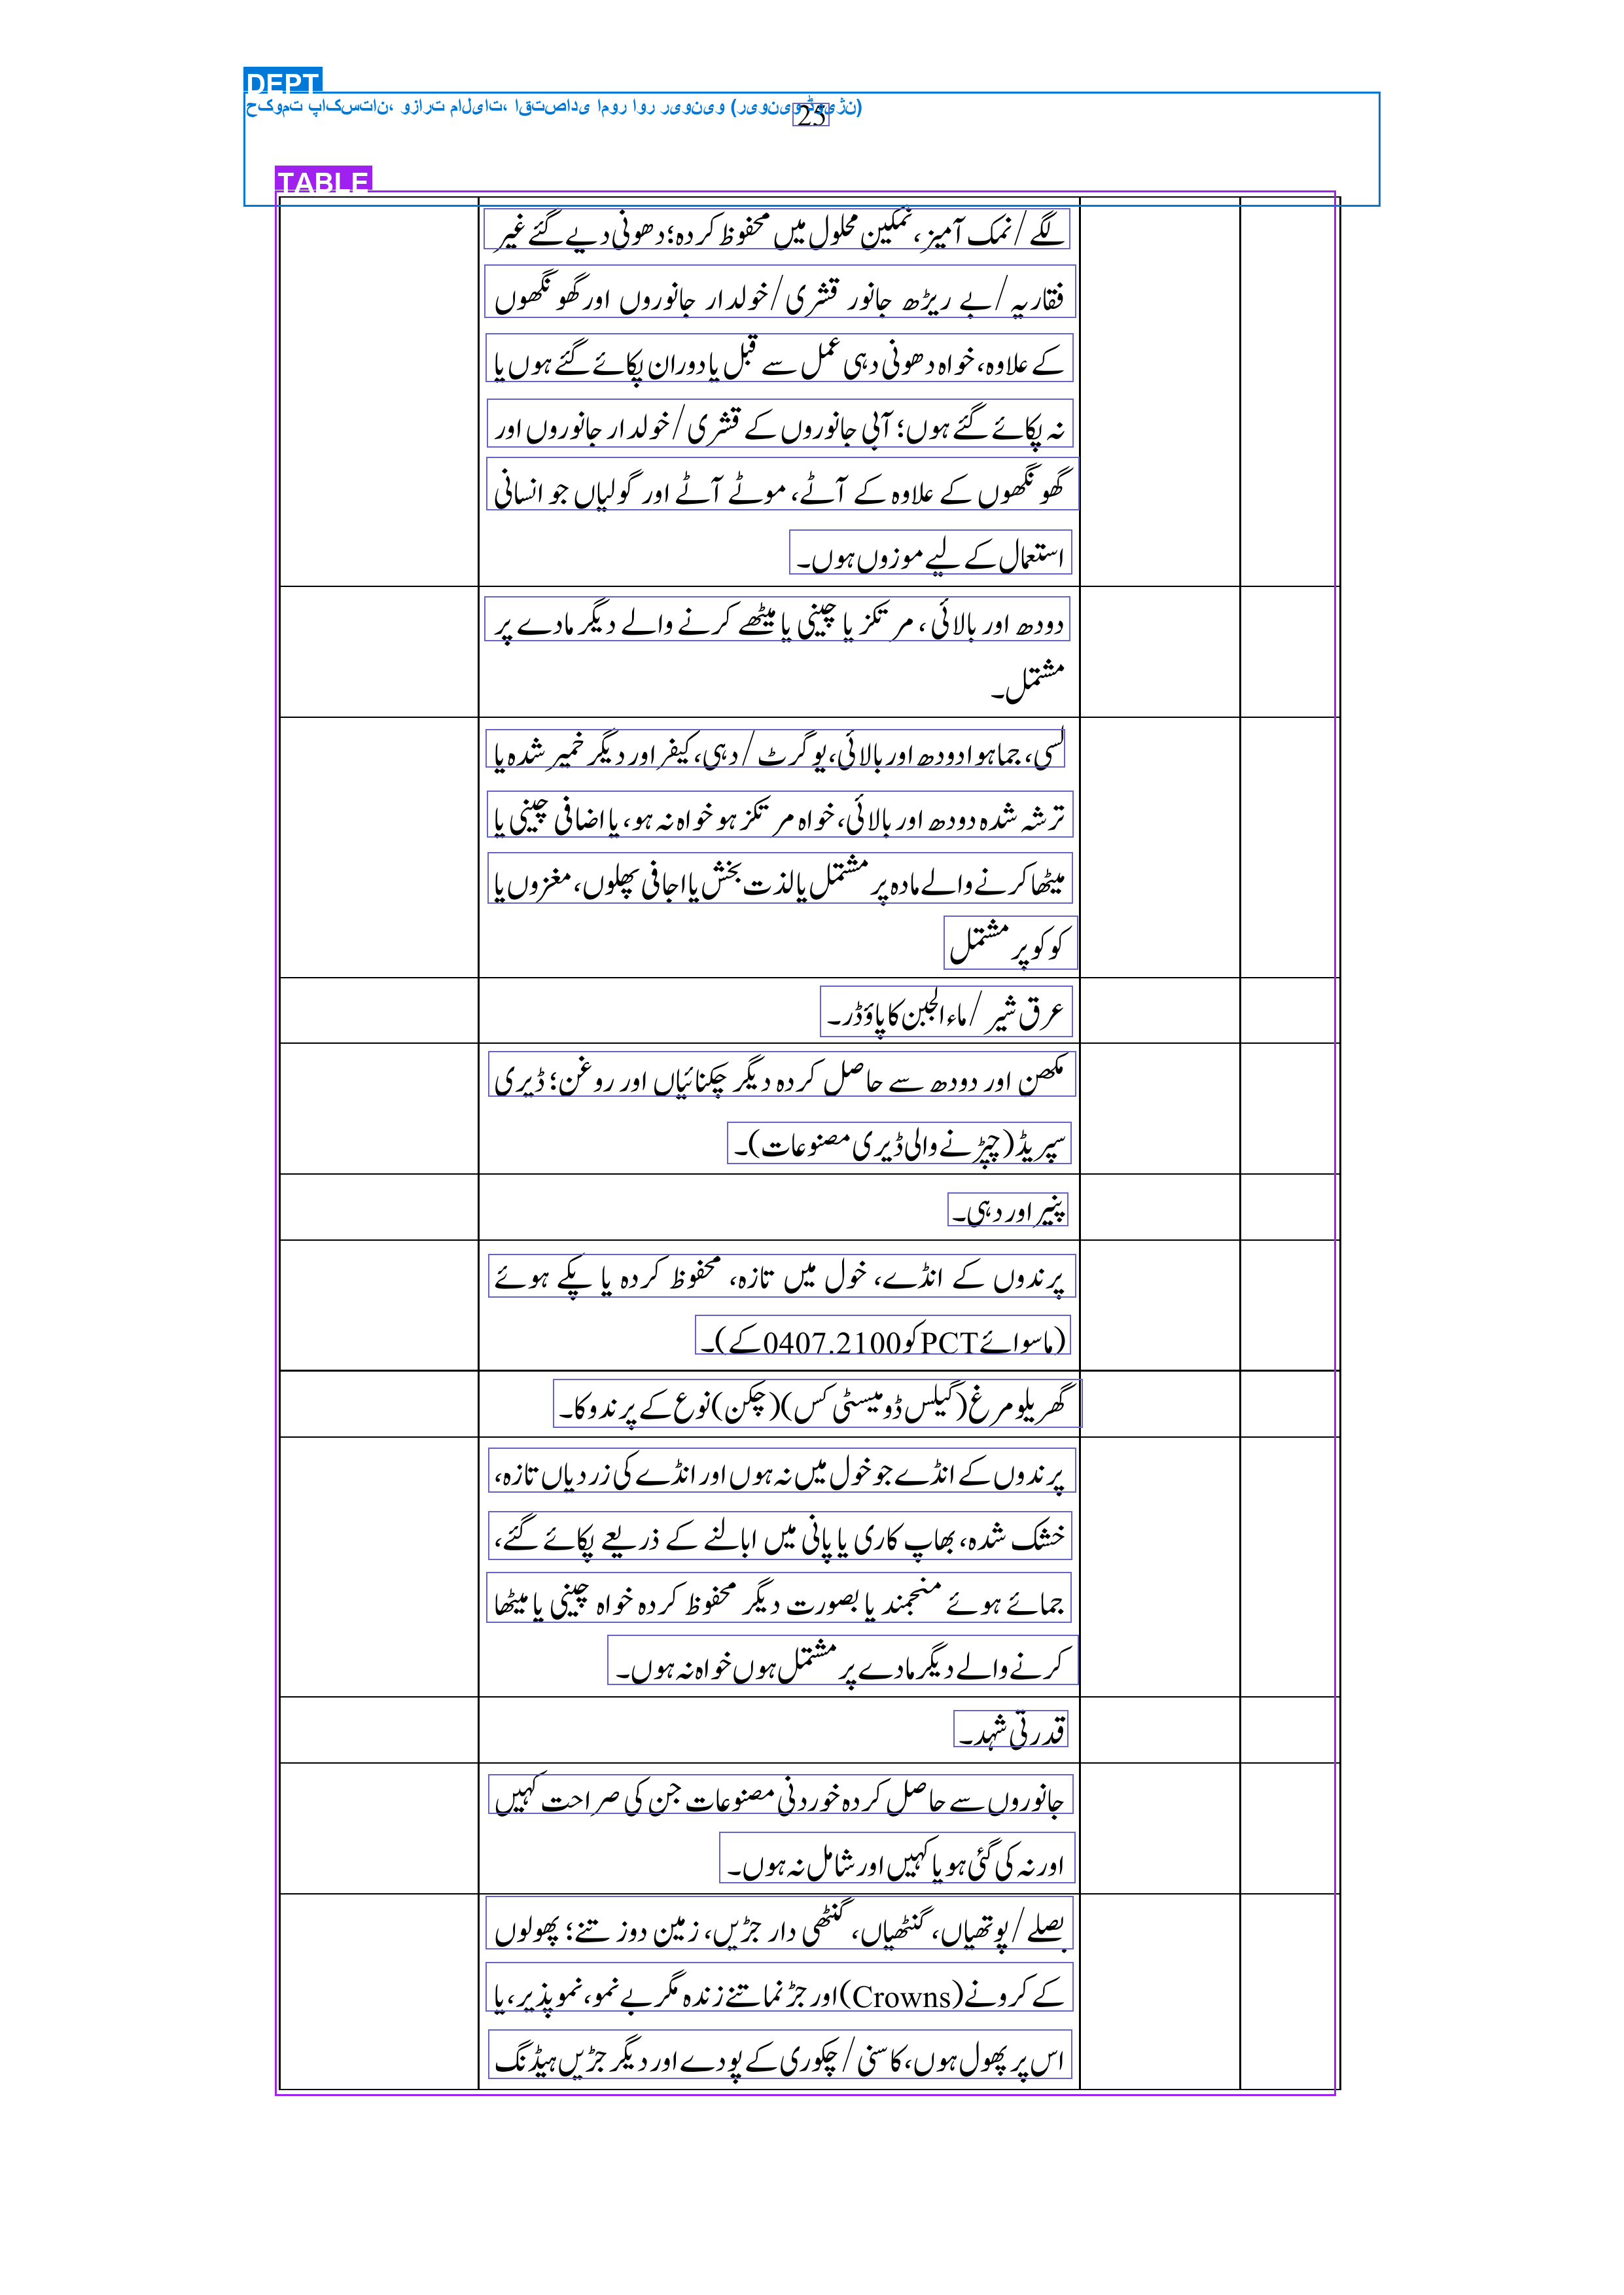 DEPT
حکومت پاکستان، وزارت مالیات، اقتصادی امور اور ریونیو (ریونیو ڈویژن)
25
TABLE
لگے/نمک آمیز، نمکین محلول میں محفوظ کردہ؛ دھونی دیے گئے غیر
فقاریہ/بے ریڑھ جانور قشری/خولدار جانوروں اور گھونگھوں
کے علاوہ، خواہ دھونی دہی عمل سے قبل یا دوران پکائے گئے ہوں یا
نہ پکائے گئے ہوں؛ آبی جانوروں کے قشری/خولدار جانوروں اور
گھونگھوں کے علاوہ کے آٹے، موٹے آٹے اور گولیاں جو انسانی
استعمال کے لیے موزوں ہوں۔
دودھ اور بالائی، مرتکز یا چینی یا میٹھے کرنے والے دیگر مادے پر
مشتمل۔
لسی، جما ہوا دودھ اور بالائی، یوگرٹ/دہی، کیفر اور دیگر خمیر شدہ یا
ترشہ شدہ دودھ اور بالائی، خواہ مرتکز ہو خواہ نہ ہو، یا اضافی چینی یا
میٹھا کرنے والے مادہ پر مشتمل یا لذت بخش یا اجافی پھلوں، مغزوں یا
کوکو پر مشتمل
عرق شیر/ماءالجبن کا پاؤڈر۔
مکھن اور دودھ سے حاصل کردہ دیگر چکنائیاں اور روغن؛ ڈیری
سپریڈ (چپڑنے والی ڈیری مصنوعات)۔
پنیر اور دہی۔
پرندوں کے انڈے، خول میں تازہ، محفوظ کردہ یا پکے ہوئے
(ماسوائے PCT کو 0407.2100 کے)۔
گھریلو مرغ (گیلس ڈومیسٹی کس) (چکن) نوع کے پرندو کا۔
پرندوں کے انڈے جو خول میں نہ ہوں اور انڈے کی زردیاں تازہ،
خشک شدہ، بھاپ کاری یا پانی میں ابالنے کے ذریعے پکائے گئے،
جمائے ہوئے منجمند یا بصورت دیگر محفوظ کردہ خواہ چینی یا میٹھا
کرنے والے دیگر مادے پر مشتمل ہوں خواہ نہ ہوں۔
قدرتی شہد۔
جانوروں سے حاصل کردہ خوردنی مصنوعات جن کی صراحت کہیں
اور نہ کی گئی ہو یا کہیں اور شامل نہ ہوں۔
بصلے/پوتھیاں، گنٹھیاں، گنٹھی دار جڑیں، زمین دوز تنے؛ پھولوں
کے کرونے (Crowns) اور جڑ نما تنے زندہ مگر بے نمو، نمو پذیر، یا
اس پر پھول ہوں، کاسنی/چکوری کے پودے اور دیگر جڑیں ہیڈنگ